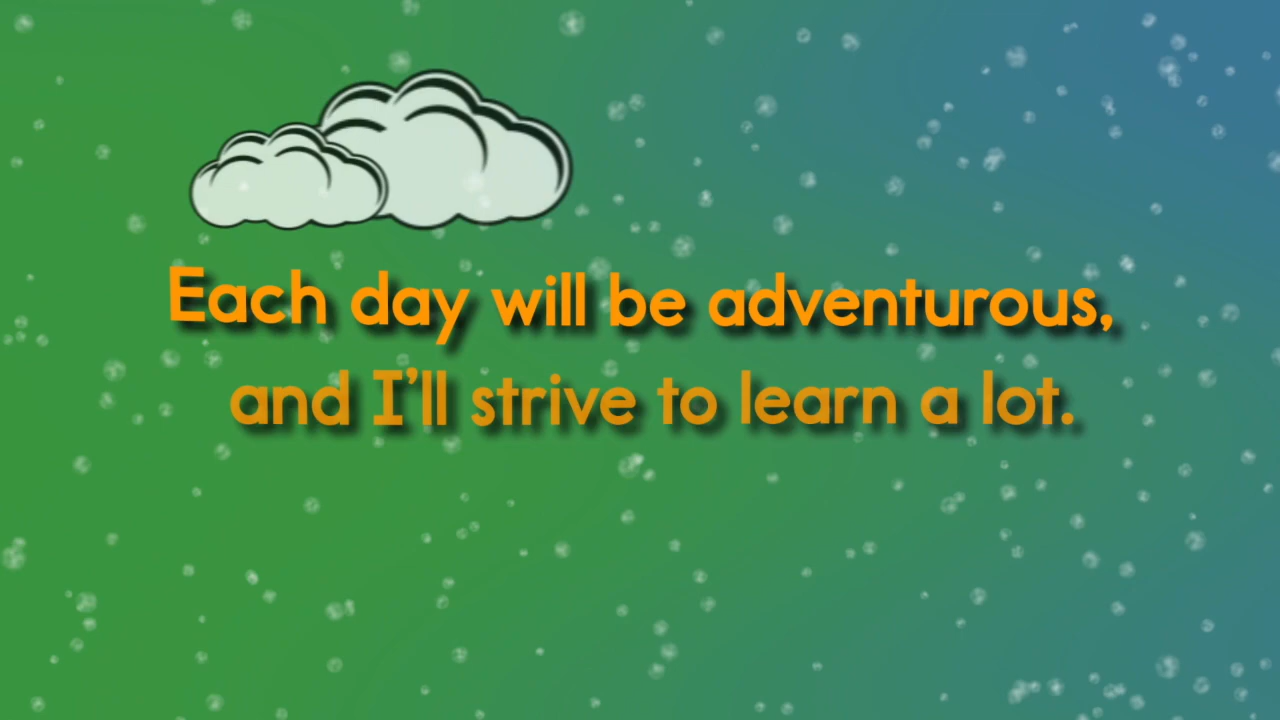 Each day will be adventurous,
and I’ll strive to learn a lot.